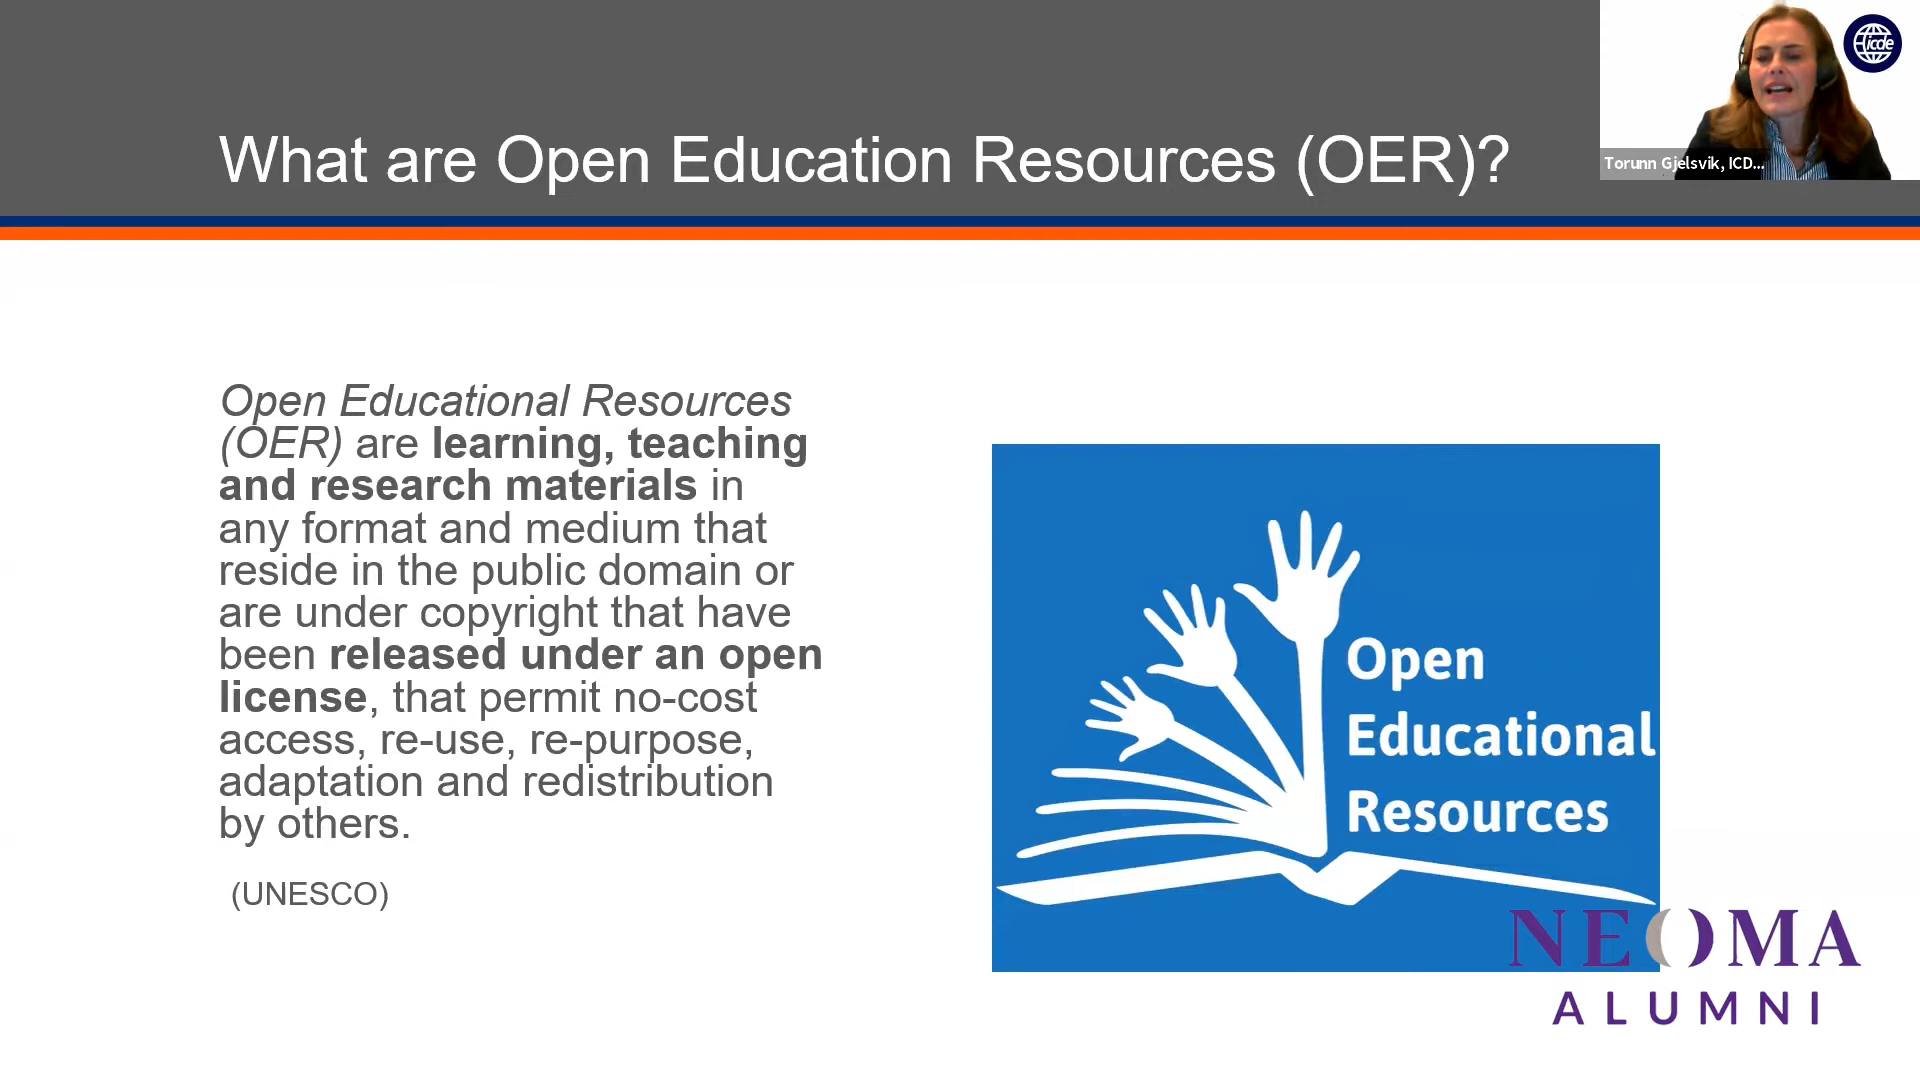 What are Open Education Resources (OER)?
icde
Torunn Gjelsvik, ICD...
Open Educational Resources
(OER) are learning, teaching
and research materials in
any format and medium that
reside in the public domain or
are under copyright that have
been released under an open
license, that permit no-cost
access, re-use, re-purpose,
adaptation and redistribution
by others.
(UNESCO)
Open
Educational
Resources
NEOMA
ALUMNI